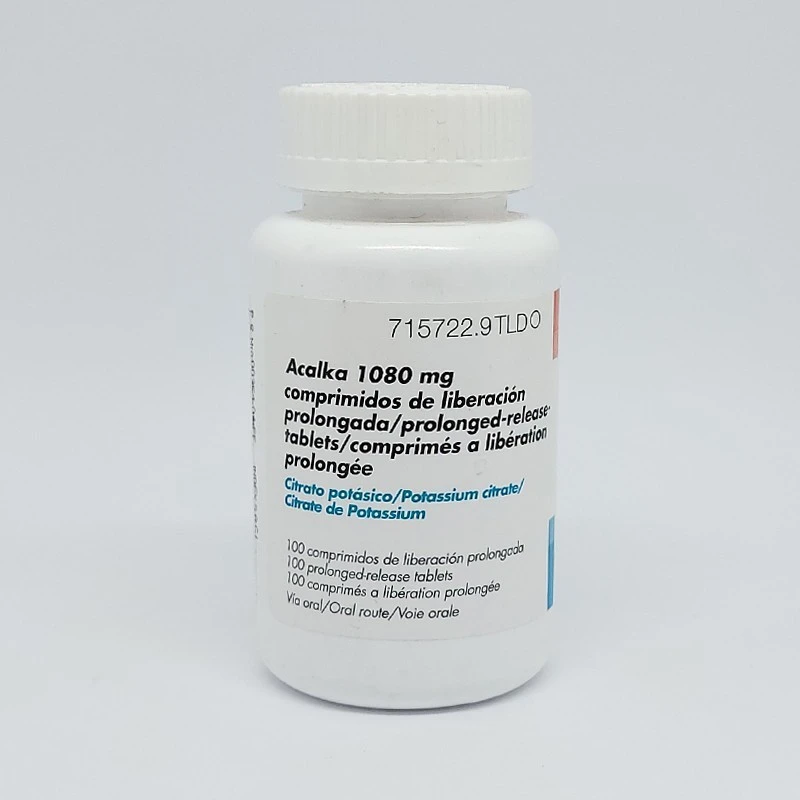 715722.9 TLD O
Acalka 1080 mg
comprimidos de liberación
prolongada/prolonged-release-
tablets/comprimés a libération
prolongée
Citrato potásico/Potassium citrate/
Citrate de Potassium
100 comprimidos de liberación prolongada
100 prolonged-release tablets
100 comprimés a libération prolongée
Vía oral/Oral route/Voie orale